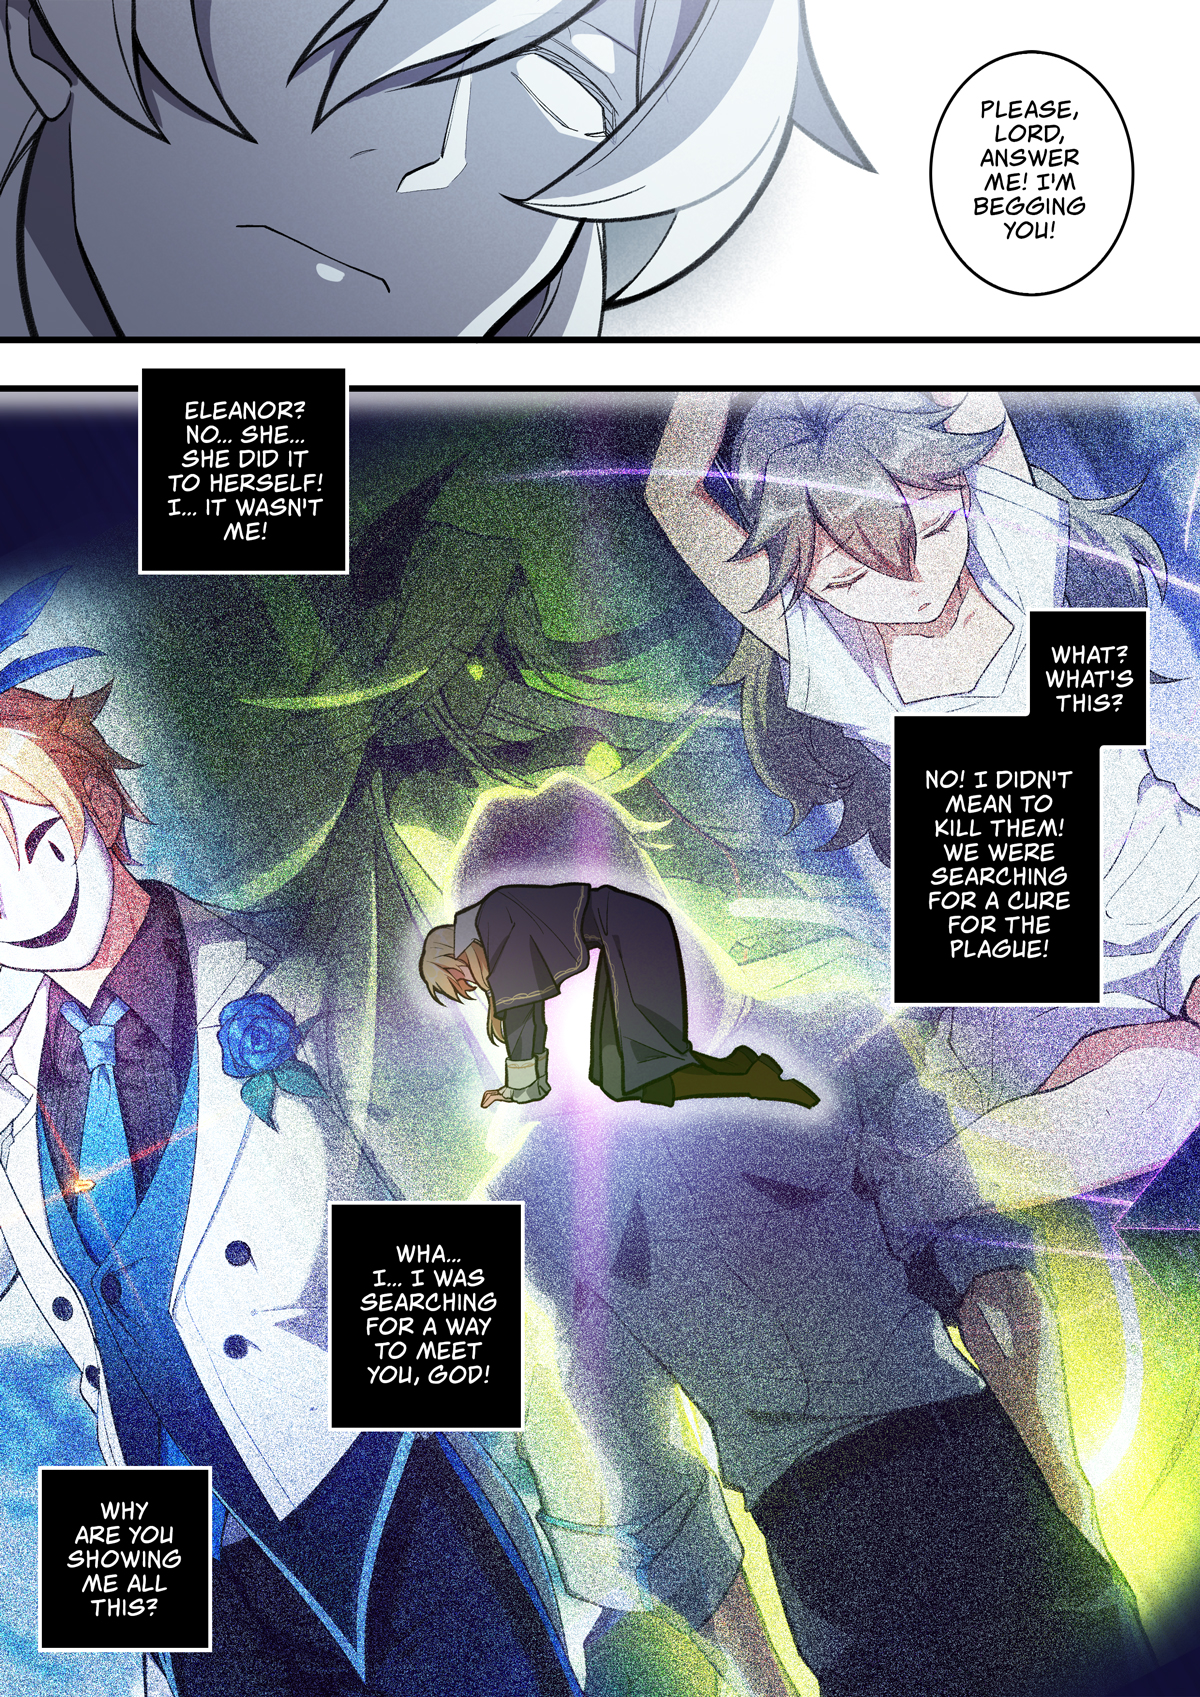 PLEASE,
LORD,
ANSWER
ME! I'M
BEGGING
YOU!
ELEANOR?
NO... SHE...
SHE DID IT
TO HERSELF!
I... IT WASN'T
ME!
WHAT?
WHAT'S
THIS?
NO! I DIDN'T
MEAN TO
KILL THEM!
WE WERE
SEARCHING
FOR A CURE
FOR THE
PLAGUE!
WHA...
I... I WAS
SEARCHING
FOR A WAY
TO MEET
YOU, GOD!
WHY
ARE YOU
SHOWING
ME ALL
THIS?